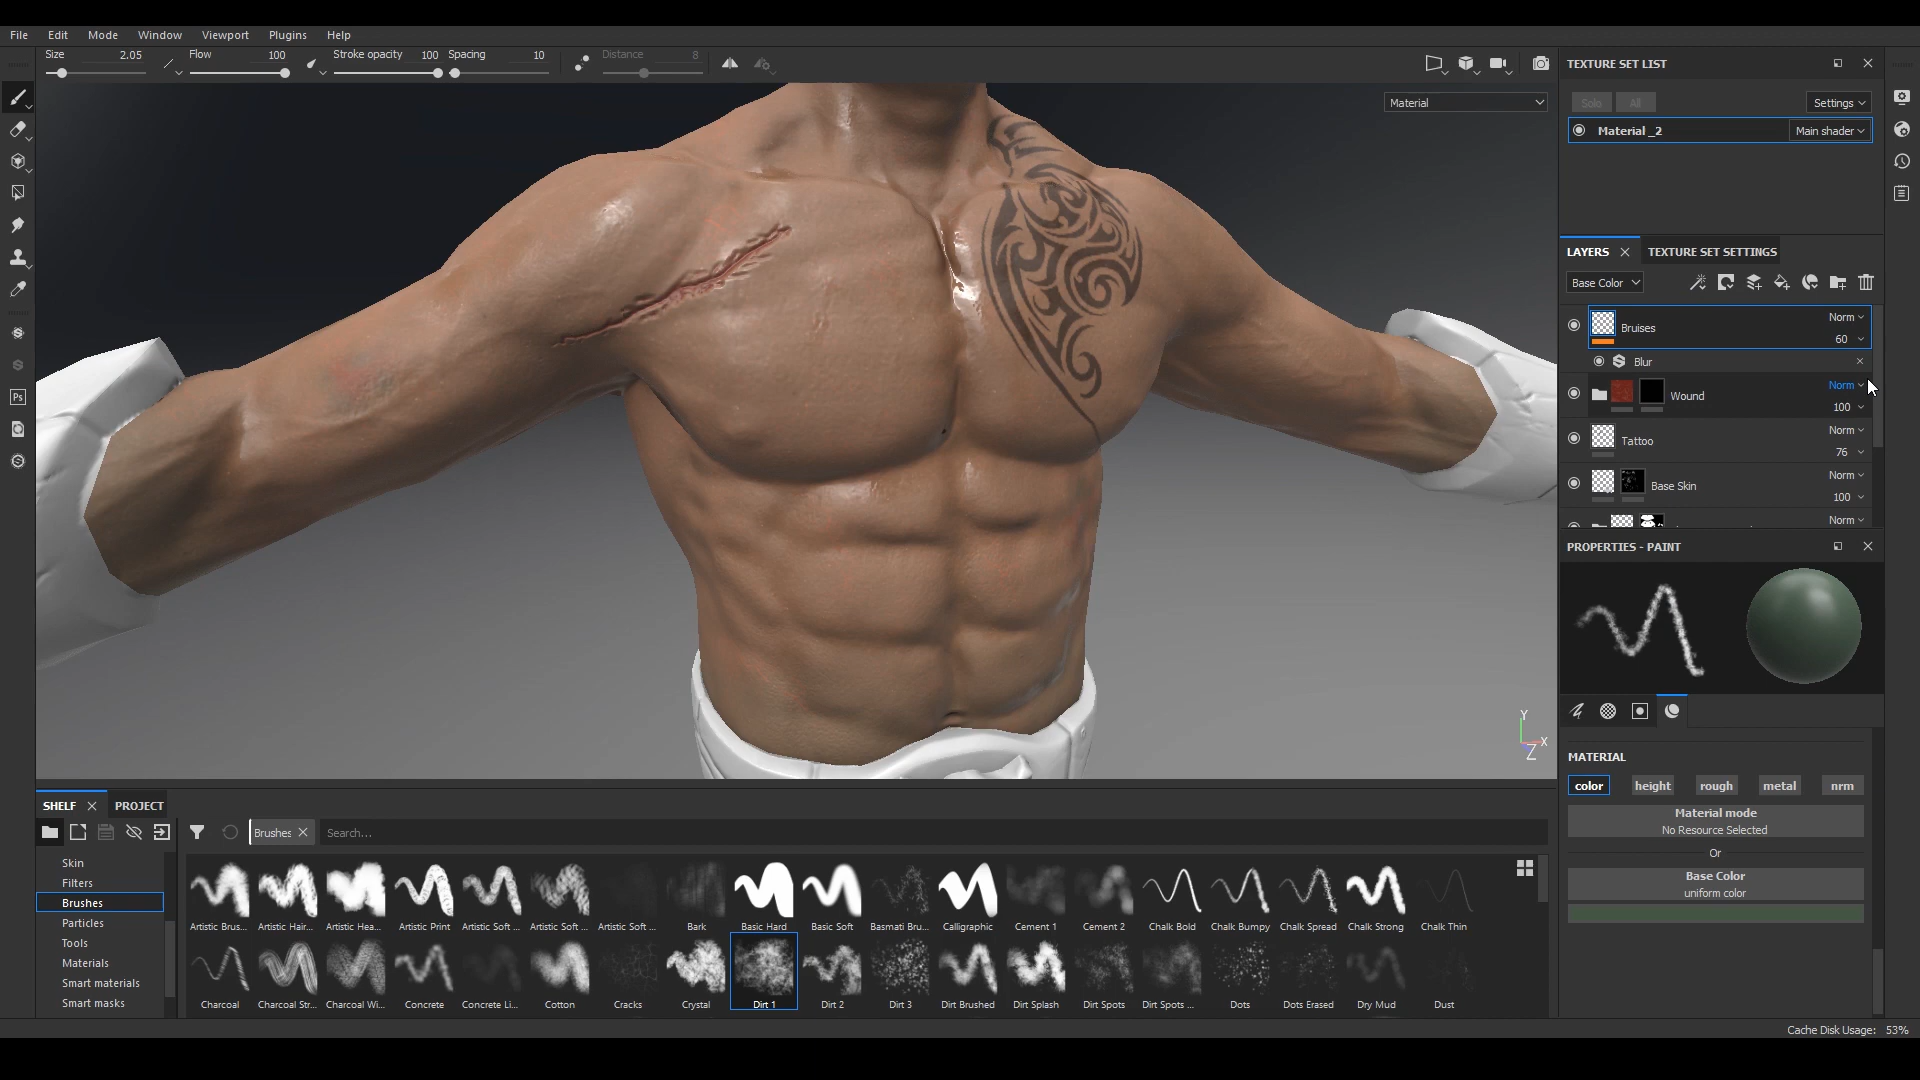 File Edit Mode Window Viewport Plugins Help
Size 2.05 Flow 100 Stroke opacity 100 Spacing 10 Distance 8
Material
TEXTURE SET LIST
Solo All Settings
Material _2 Main shader
LAYERS TEXTURE SET SETTINGS
Base Color
Bruises Norm 60
Blur
Wound Norm 100
Tattoo Norm 76
Base Skin Norm 100
Norm
PROPERTIES - PAINT
Y
X
Z
MATERIAL
color height rough metal nrm
Material mode
No Resource Selected
Or
Base Color
uniform color
SHELF PROJECT
Ps
Brushes Search...
Skin
Filters
Brushes
Particles
Tools
Materials
Smart materials
Smart masks
Artistic Brus... Artistic Hair... Artistic Hea... Artistic Print Artistic Soft ... Artistic Soft ... Artistic Soft ... Bark Basic Hard Basic Soft Basmati Bru... Calligraphic Cement 1 Cement 2 Chalk Bold Chalk Bumpy Chalk Spread Chalk Strong Chalk Thin
Charcoal Charcoal Str... Charcoal Wi... Concrete Concrete Li... Cotton Cracks Crystal Dirt 1 Dirt 2 Dirt 3 Dirt Brushed Dirt Splash Dirt Spots Dirt Spots ... Dots Dots Erased Dry Mud Dust
Cache Disk Usage: 53%